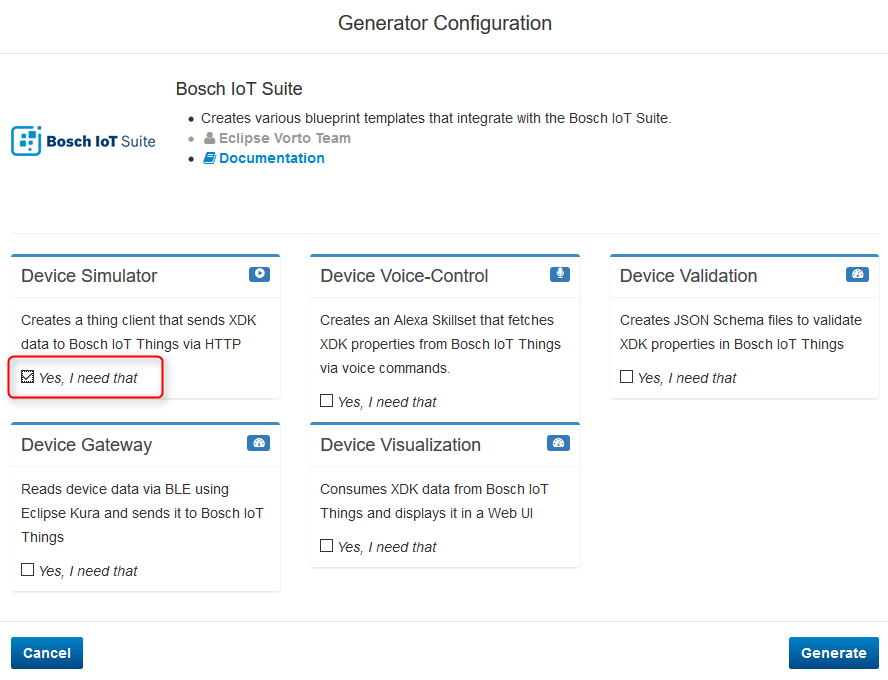 Generator Configuration
Bosch IoT Suite
Bosch IoT Suite
Creates various blueprint templates that integrate with the Bosch IoT Suite.
Eclipse Vorto Team
Documentation
Device Simulator
Creates a thing client that sends XDK
data to Bosch IoT Things via HTTP
Yes, I need that
Device Voice-Control
Creates an Alexa Skillset that fetches
XDK properties from Bosch IoT Things
via voice commands.
Yes, I need that
Device Validation
Creates JSON Schema files to validate
XDK properties in Bosch IoT Things
Yes, I need that
Device Gateway
Reads device data via BLE using
Eclipse Kura and sends it to Bosch IoT
Things
Yes, I need that
Device Visualization
Consumes XDK data from Bosch IoT
Things and displays it in a Web UI
Yes, I need that
Cancel
Generate